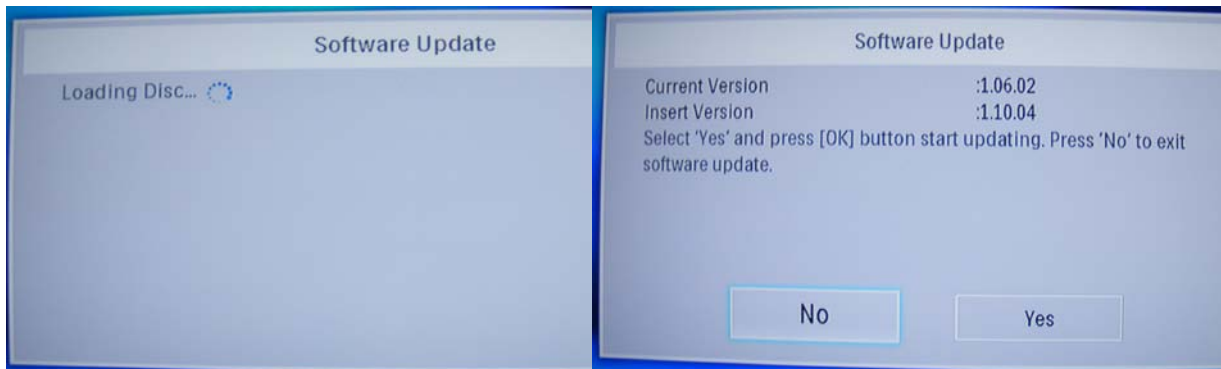 Software Update
Loading Disc...
Software Update
Current Version :1.06.02
Insert Version :1.10.04
Select 'Yes' and press [OK] button start updating. Press 'No' to exit
software update.
No Yes